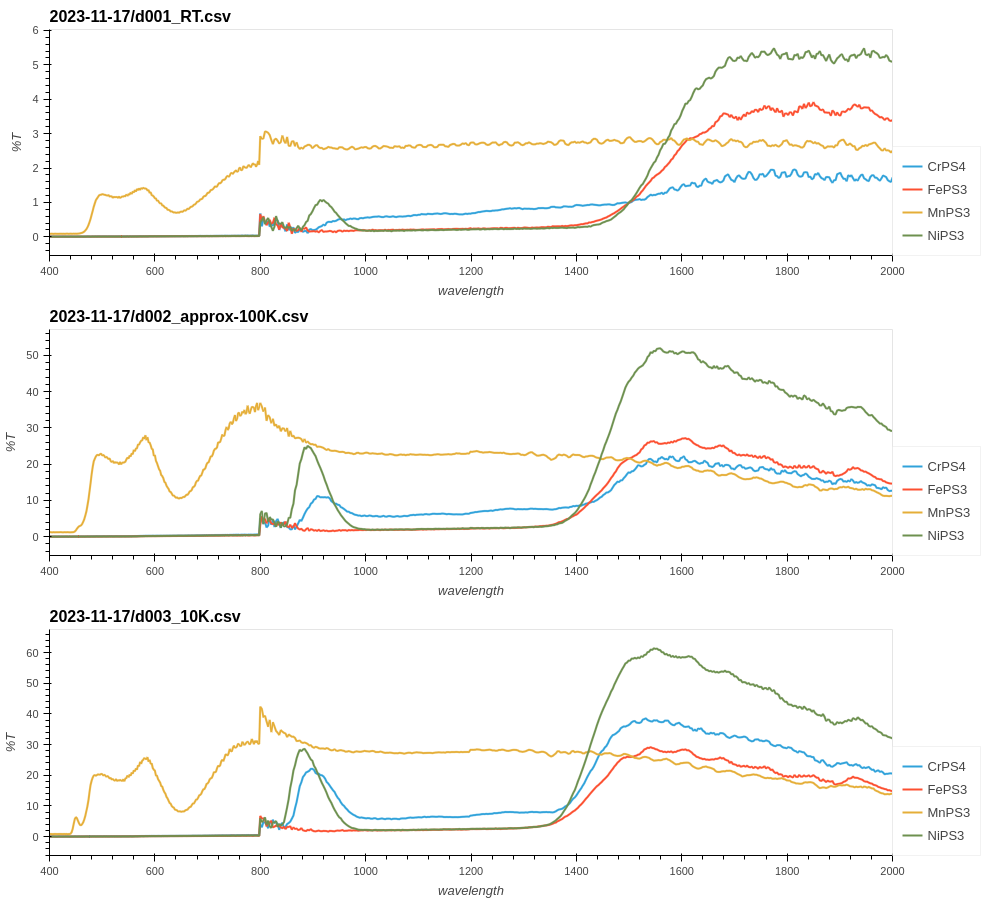 2023-11-17/d001_RT.csv
6
5
4
3
2
1
0
%T
400 600 800 1000 1200 1400 1600 1800 2000
wavelength
CrPS4
FePS3
MnPS3
NiPS3
2023-11-17/d002_approx-100K.csv
50
40
30
20
10
0
%T
400 600 800 1000 1200 1400 1600 1800 2000
wavelength
CrPS4
FePS3
MnPS3
NiPS3
2023-11-17/d003_10K.csv
60
50
40
30
20
10
0
%T
400 600 800 1000 1200 1400 1600 1800 2000
wavelength
CrPS4
FePS3
MnPS3
NiPS3